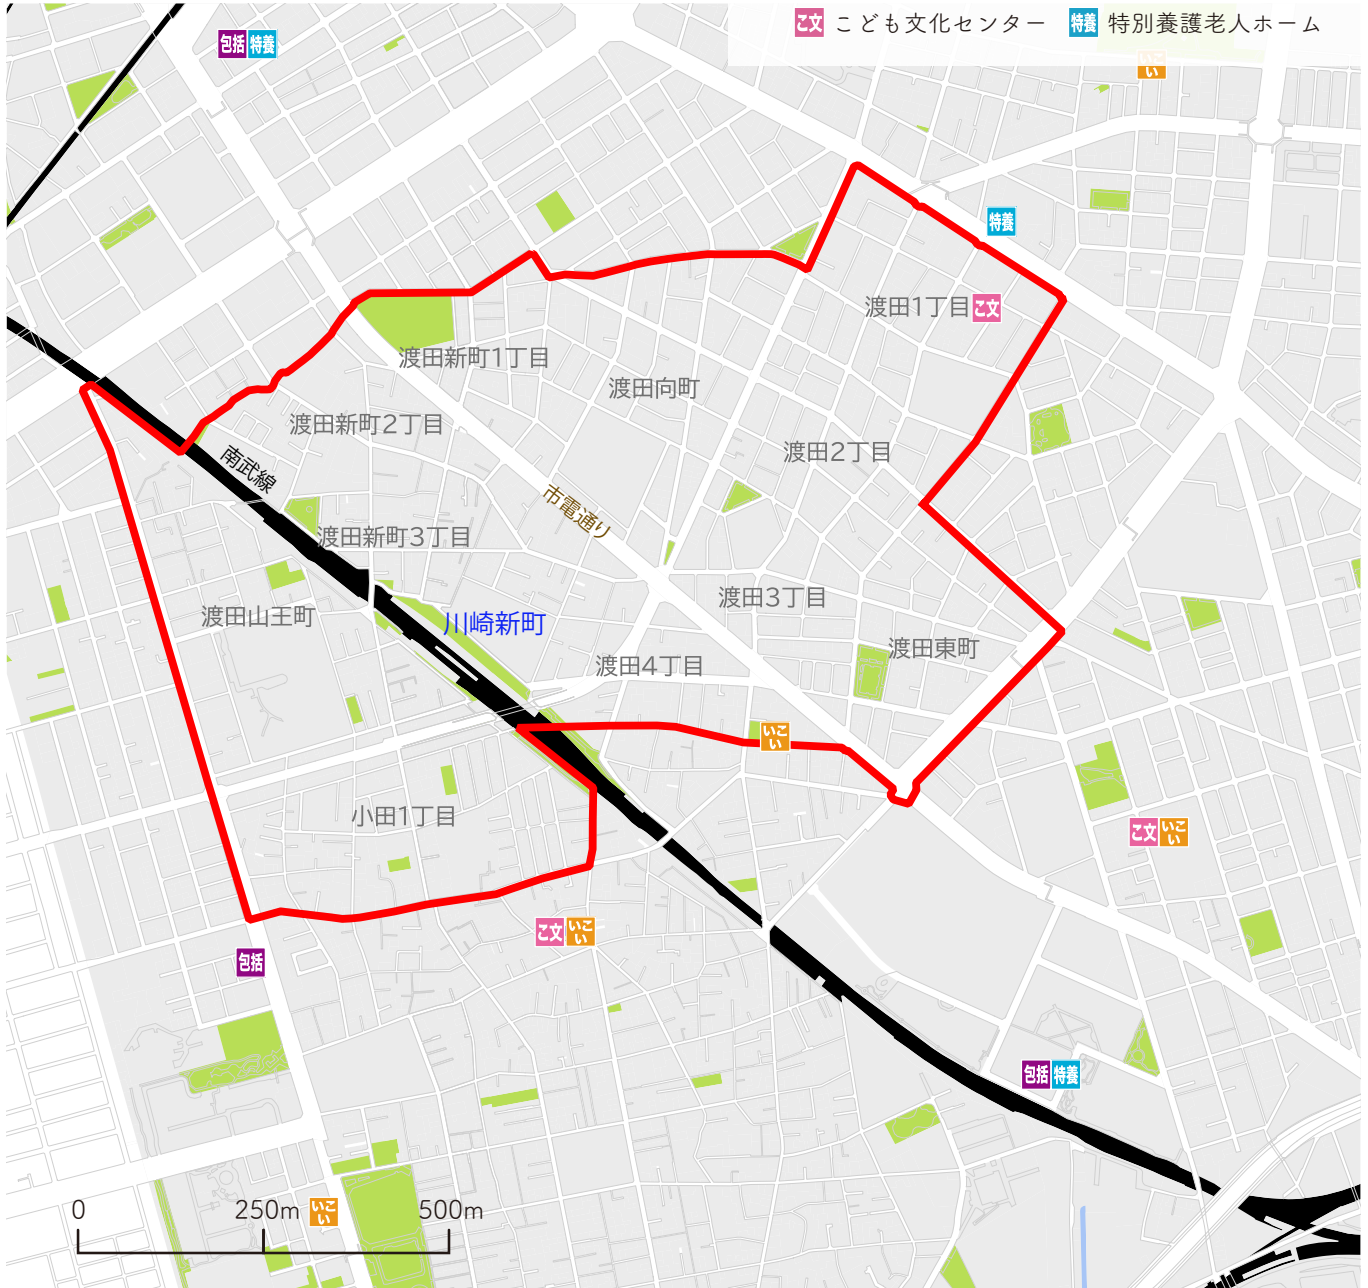 こ文 こども文化センター 特養 特別養護老人ホーム
包括 特養
いこい
特養
渡田1丁目 こ文
渡田新町1丁目
渡田向町
渡田新町2丁目
渡田2丁目
南武線
市電通り
渡田新町3丁目
渡田3丁目
渡田山王町
川崎新町
渡田東町
渡田4丁目
いこい
小田1丁目
こ文 いこい
こ文 いこい
包括
包括 特養
0 250m いこい 500m